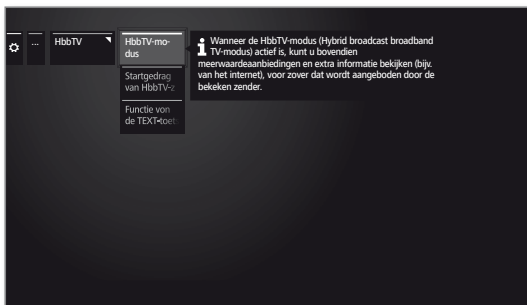 ...
HbbTV
HbbTV-mo-
dus
Startgedrag
van HbbTV-z
Functie von
de TEXT-toet
Wanneer de HbbTV-modus (Hybrid broadcast broadband
TV-modus) actief is, kunt u bovendien
meerwaardeaanbiedingen en extra informatie bekijken (bijv.
van het internet), voor zover dat wordt aangeboden door de
bekeken zender.